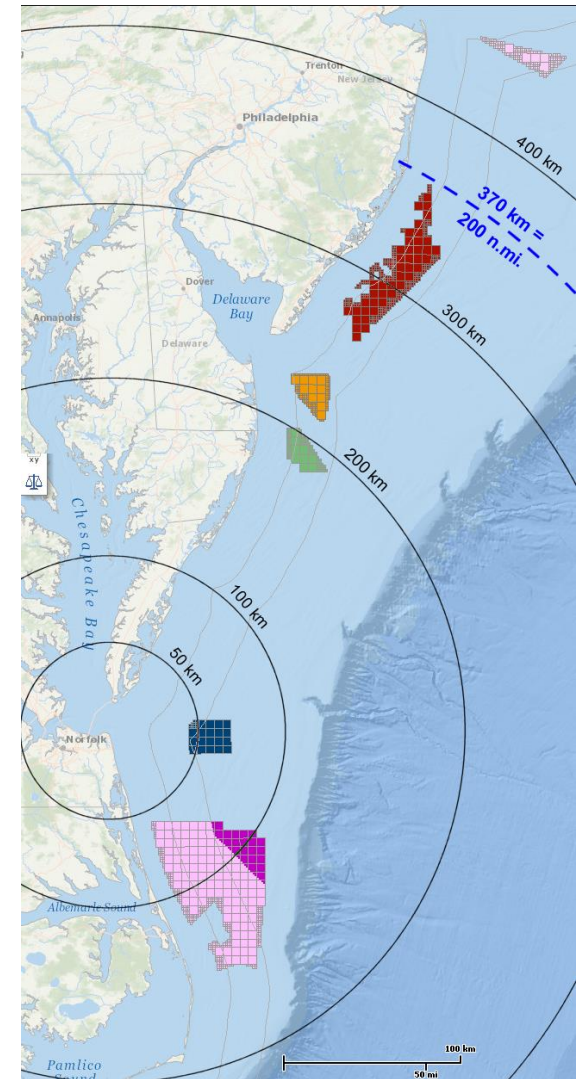 Trenton
New Jersey
Philadelphia
400 km
370 km =
200 n.mi.
Dover
Delaware
Bay
300 km
Annapolis
Delaware
x y
200 km
Chesapeake Bay
100 km
50 km
Norfolk
Albemarle Sound
100 km
50 mi
Pamlico
Sound